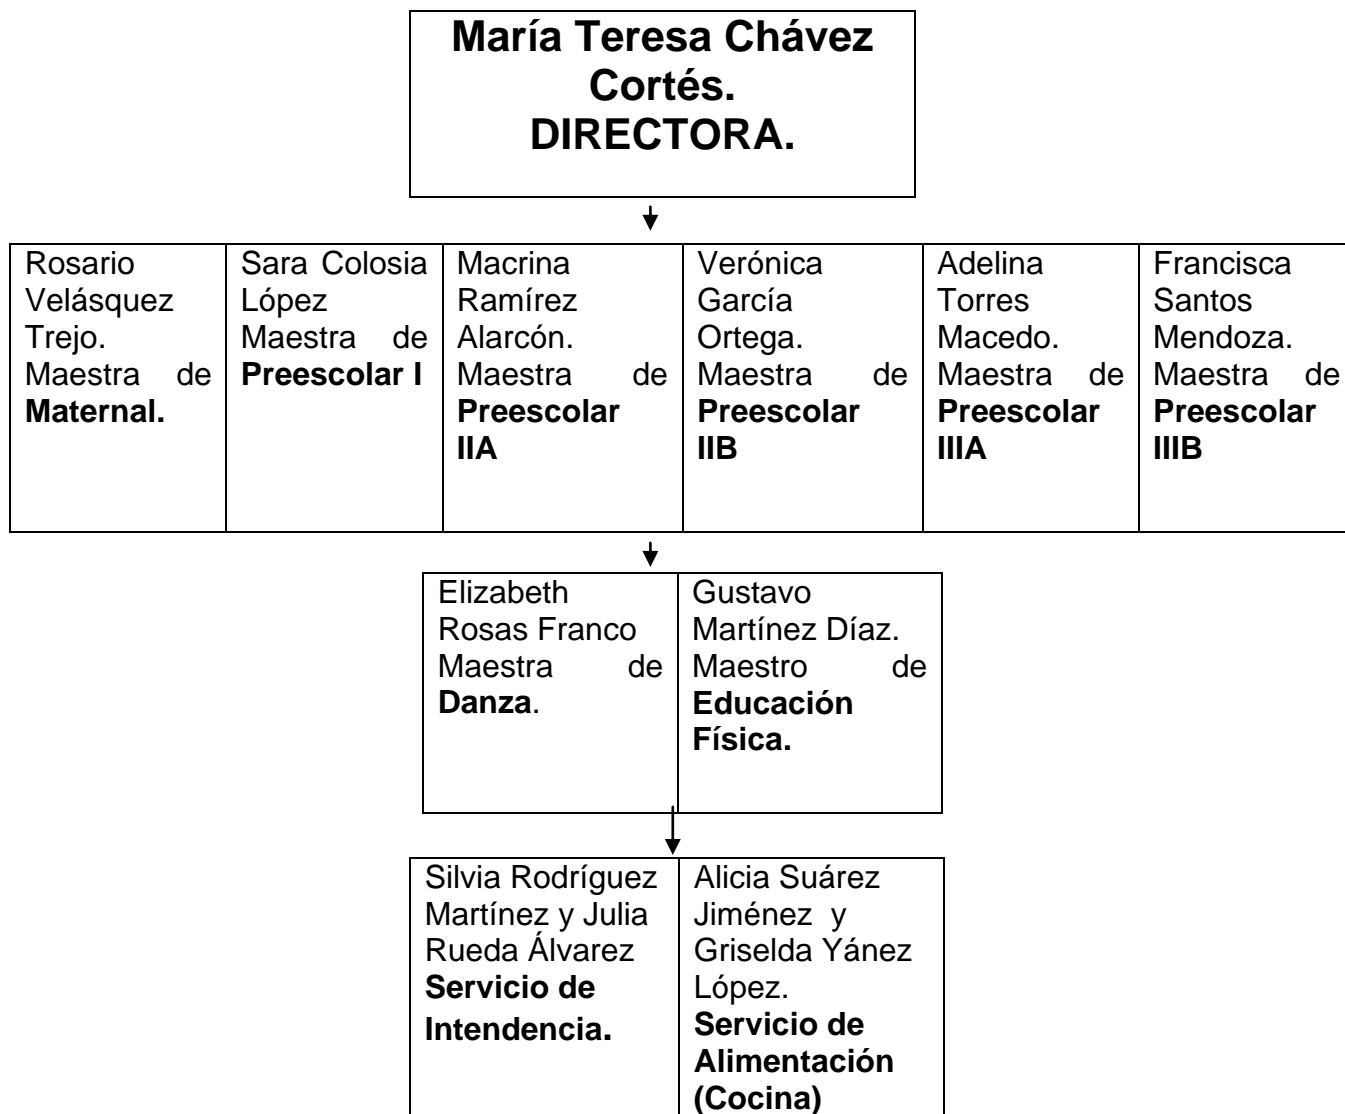 María Teresa Chávez
Cortés.
DIRECTORA.
Rosario
Velásquez
Trejo.
Maestra de
Maternal.
Sara Colosia
López
Maestra de
Preescolar I
Macrina
Ramírez
Alarcón.
Maestra de
Preescolar
IIA
Verónica
García
Ortega.
Maestra de
Preescolar
IIB
Adelina
Torres
Macedo.
Maestra de
Preescolar
IIIA
Francisca
Santos
Mendoza.
Maestra de
Preescolar
IIIB
Elizabeth
Rosas Franco
Maestra de
Danza.
Gustavo
Martínez Díaz.
Maestro de
Educación
Física.
Silvia Rodríguez
Martínez y Julia
Rueda Álvarez
Servicio de
Intendencia.
Alicia Suárez
Jiménez y
Griselda Yánez
López.
Servicio de
Alimentación
(Cocina)